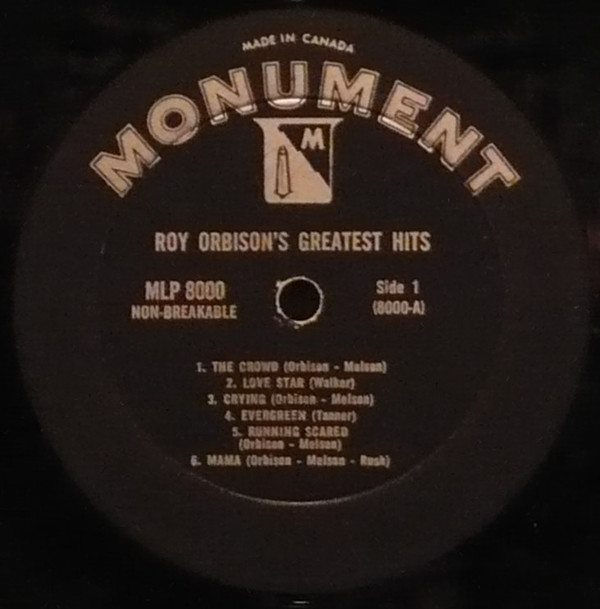 MADE IN CANADA
MONUMENT
M
ROY ORBISON'S GREATEST HITS
MLP 8000
NON-BREAKABLE
Side 1
(8000-A)
1. THE CROWD (Orbison - Melson)
2. LOVE STAR (Walker)
3. CRYING (Orbison - Melson)
4. EVERGREEN (Tanner)
5. RUNNING SCARED
(Orbison - Melson)
6. MAMA (Orbison - Melson - Rush)